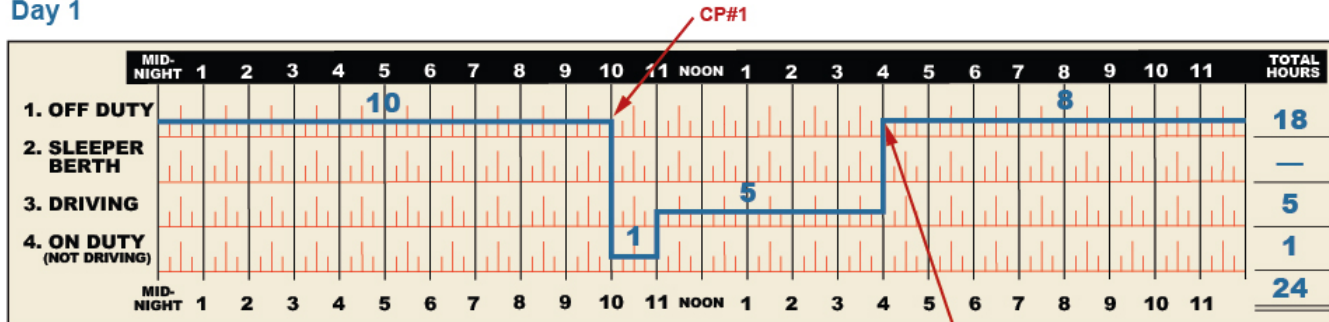 Day 1
CP#1
MID-NIGHT 1 2 3 4 5 6 7 8 9 10 11 NOON 1 2 3 4 5 6 7 8 9 10 11 TOTAL HOURS
1. OFF DUTY 10 8 18
2. SLEEPER BERTH —
3. DRIVING 5 5
4. ON DUTY (NOT DRIVING) 1 1
MID-NIGHT 1 2 3 4 5 6 7 8 9 10 11 NOON 1 2 3 4 5 6 7 8 9 10 11 24